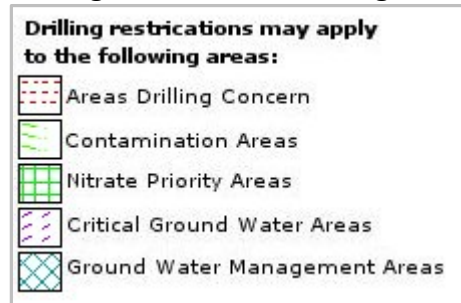 Drilling restrications may apply
to the following areas:
Areas Drilling Concern
Contamination Areas
Nitrate Priority Areas
Critical Ground Water Areas
Ground Water Management Areas